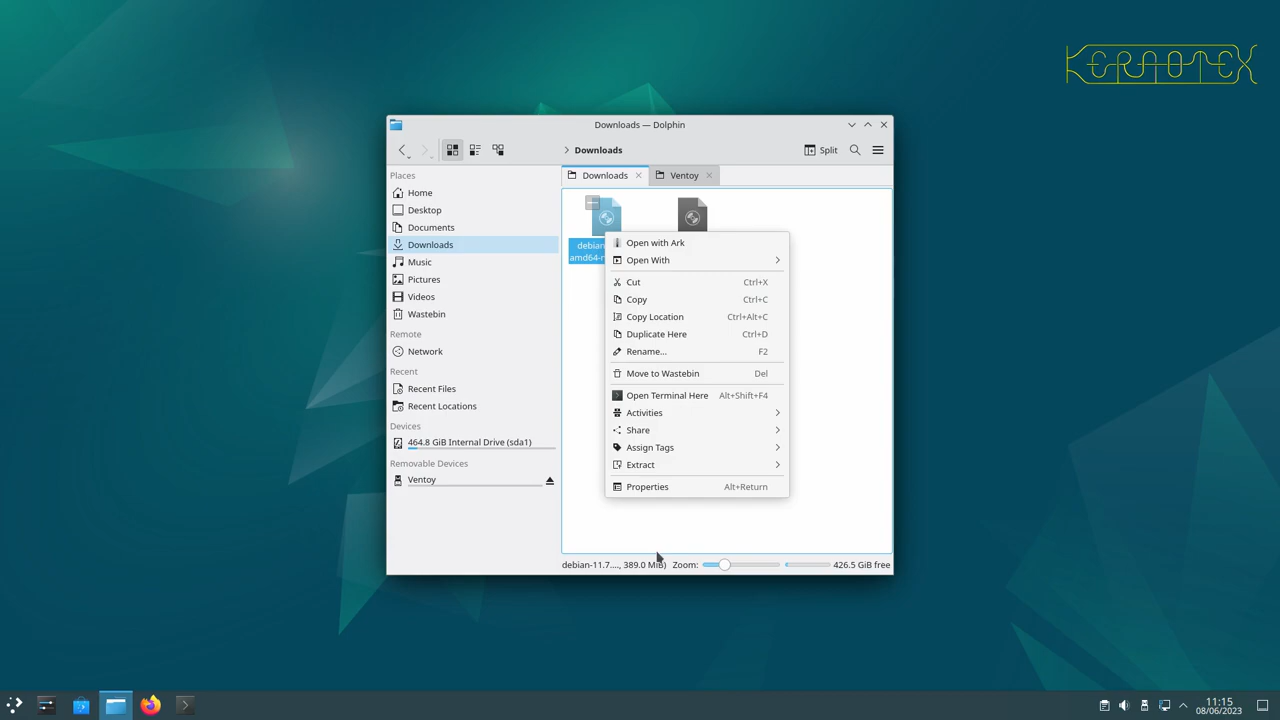 KERAOTEX
Downloads — Dolphin
Split
Downloads
Places
Home
Desktop
Documents
Downloads
Music
Pictures
Videos
Wastebin
Remote
Network
Recent
Recent Files
Recent Locations
Devices
464.8 GiB Internal Drive (sda1)
Removable Devices
Ventoy
Downloads
Ventoy
debian
amd64-n
Open with Ark
Open With
Cut Ctrl+X
Copy Ctrl+C
Copy Location Ctrl+Alt+C
Duplicate Here Ctrl+D
Rename... F2
Move to Wastebin Del
Open Terminal Here Alt+Shift+F4
Activities
Share
Assign Tags
Extract
Properties Alt+Return
debian-11.7...., 389.0 MiB)
Zoom:
426.5 GiB free
11:15
08/06/2023